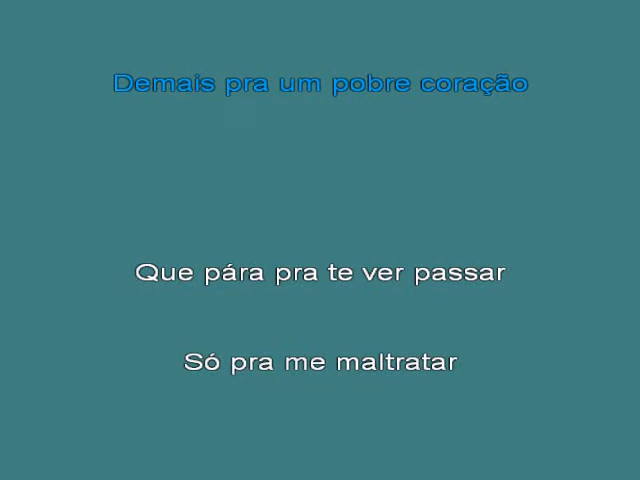 Demais pra um pobre coração
Que pára pra te ver passar
Só pra me maltratar